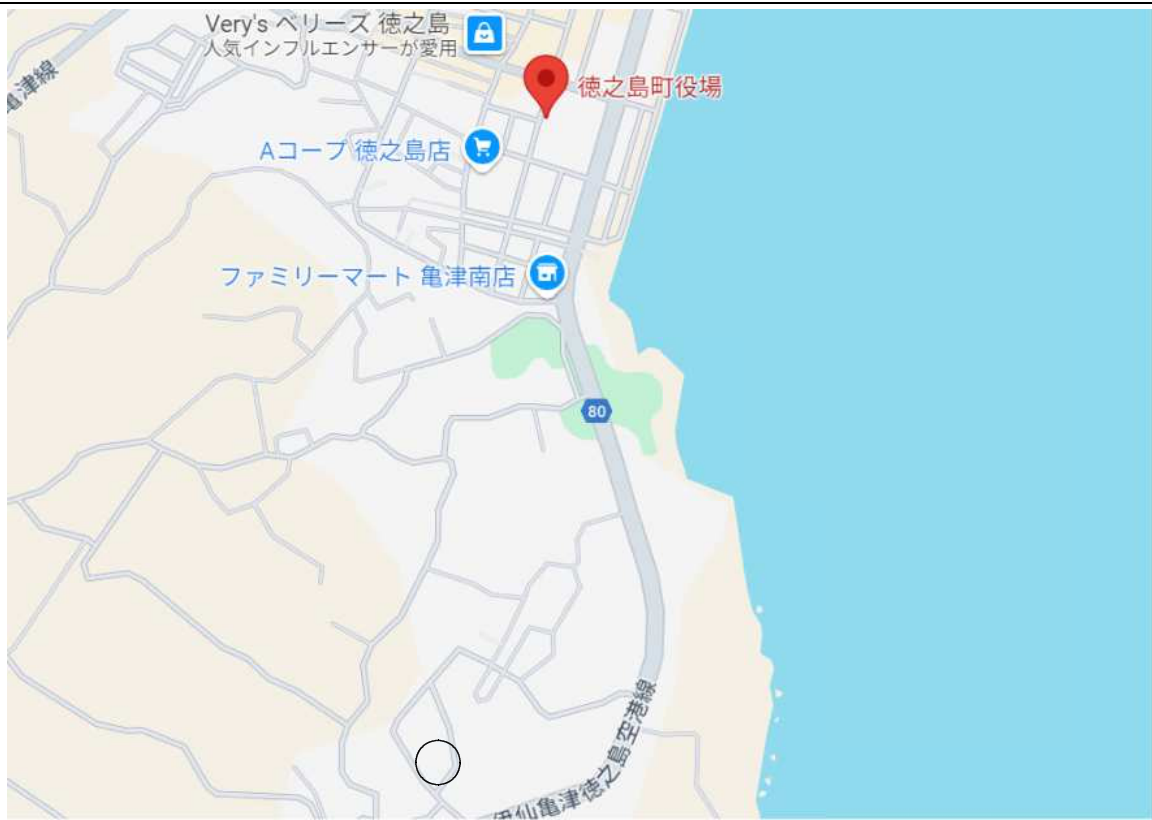 Very's ベリーズ 徳之島
人気インフルエンサーが愛用
徳之島町役場
亀津線
Aコープ 徳之島店
ファミリーマート 亀津南店
80
伊仙亀津徳之島空港線